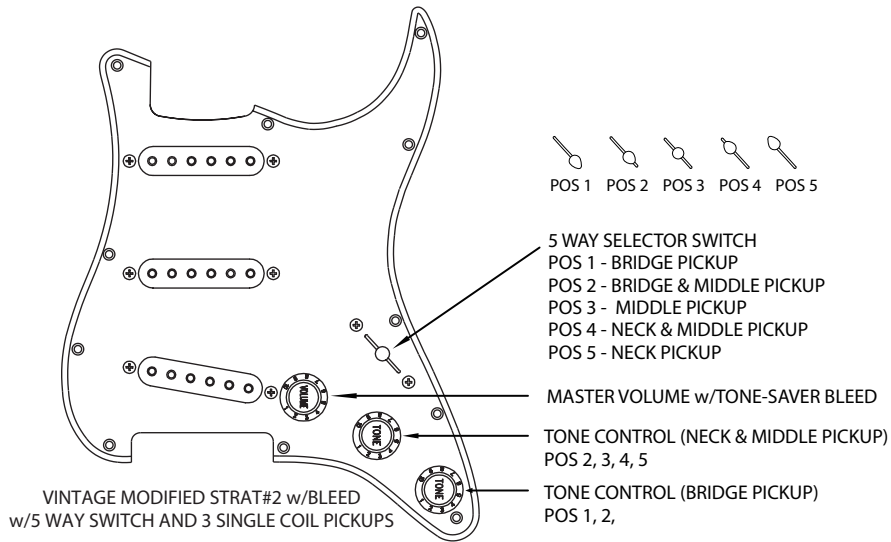 POS 1 POS 2 POS 3 POS 4 POS 5
5 WAY SELECTOR SWITCH
POS 1 - BRIDGE PICKUP
POS 2 - BRIDGE & MIDDLE PICKUP
POS 3 - MIDDLE PICKUP
POS 4 - NECK & MIDDLE PICKUP
POS 5 - NECK PICKUP
VOLUME
MASTER VOLUME w/TONE-SAVER BLEED
TONE
TONE CONTROL (NECK & MIDDLE PICKUP)
POS 2, 3, 4, 5
TONE
TONE CONTROL (BRIDGE PICKUP)
POS 1, 2,
VINTAGE MODIFIED STRAT#2 w/BLEED
w/5 WAY SWITCH AND 3 SINGLE COIL PICKUPS